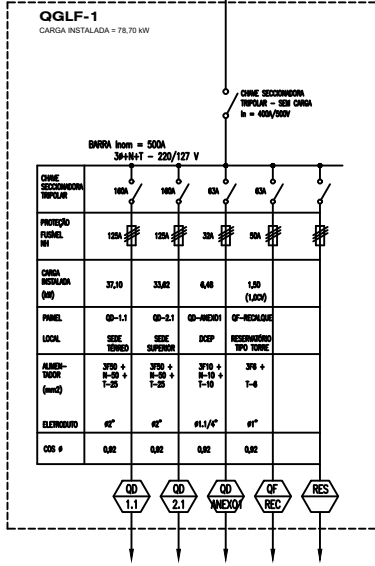 QGLF-1
CARGA INSTALADA = 78,70 kW
CHAVE SECCIONADORA
TRIPOLAR - SEM CARGA
In = 400A/500V
BARRA Inom = 500A
3ø+N+T - 220/127 V
CHAVE
SECCIONADORA
TRIPOLAR
160A 160A 63A 63A
PROTEÇÃO
FUSIVEL
NH
125A 125A 32A 50A
CARGA
INSTALADA
(kW)
37,10 33,62 6,48 1,50
(1,0CV)
PAINEL QD-1.1 QD-2.1 QD-ANEXO1 QF-RECALQUE
LOCAL SEDE SEDE DCEP RESERVATÓRIO
TÉRREO SUPERIOR TIPO TORRE
ALIMEN-
TADOR
(mm2)
3F50 + 3F50 + 3F10 + 3F6 +
N-50 + N-50 + N-10 +
T-25 T-25 T-10 T-6
ELETRODUTO ø2" ø2" ø1.1/4" ø1"
COS ø 0,92 0,92 0,92 0,92
QD QD QD QF RES
1.1 2.1 ANEXO1 REC